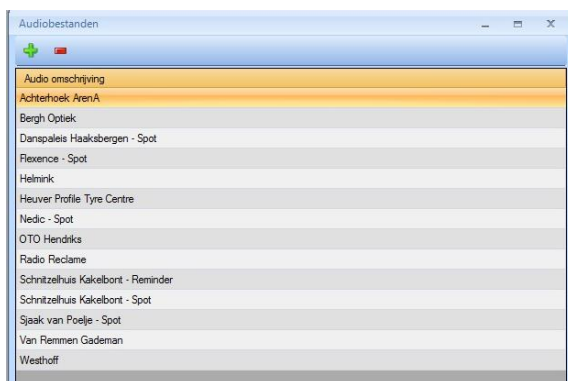 Audiobestanden
Audio omschrijving
Achterhoek ArenA
Bergh Optiek
Danspaleis Haaksbergen - Spot
Flexence - Spot
Helmink
Heuver Profile Tyre Centre
Nedic - Spot
OTO Hendriks
Radio Reclame
Schnitzelhuis Kakelbont - Reminder
Schnitzelhuis Kakelbont - Spot
Sjaak van Poelje - Spot
Van Remmen Gademan
Westhoff